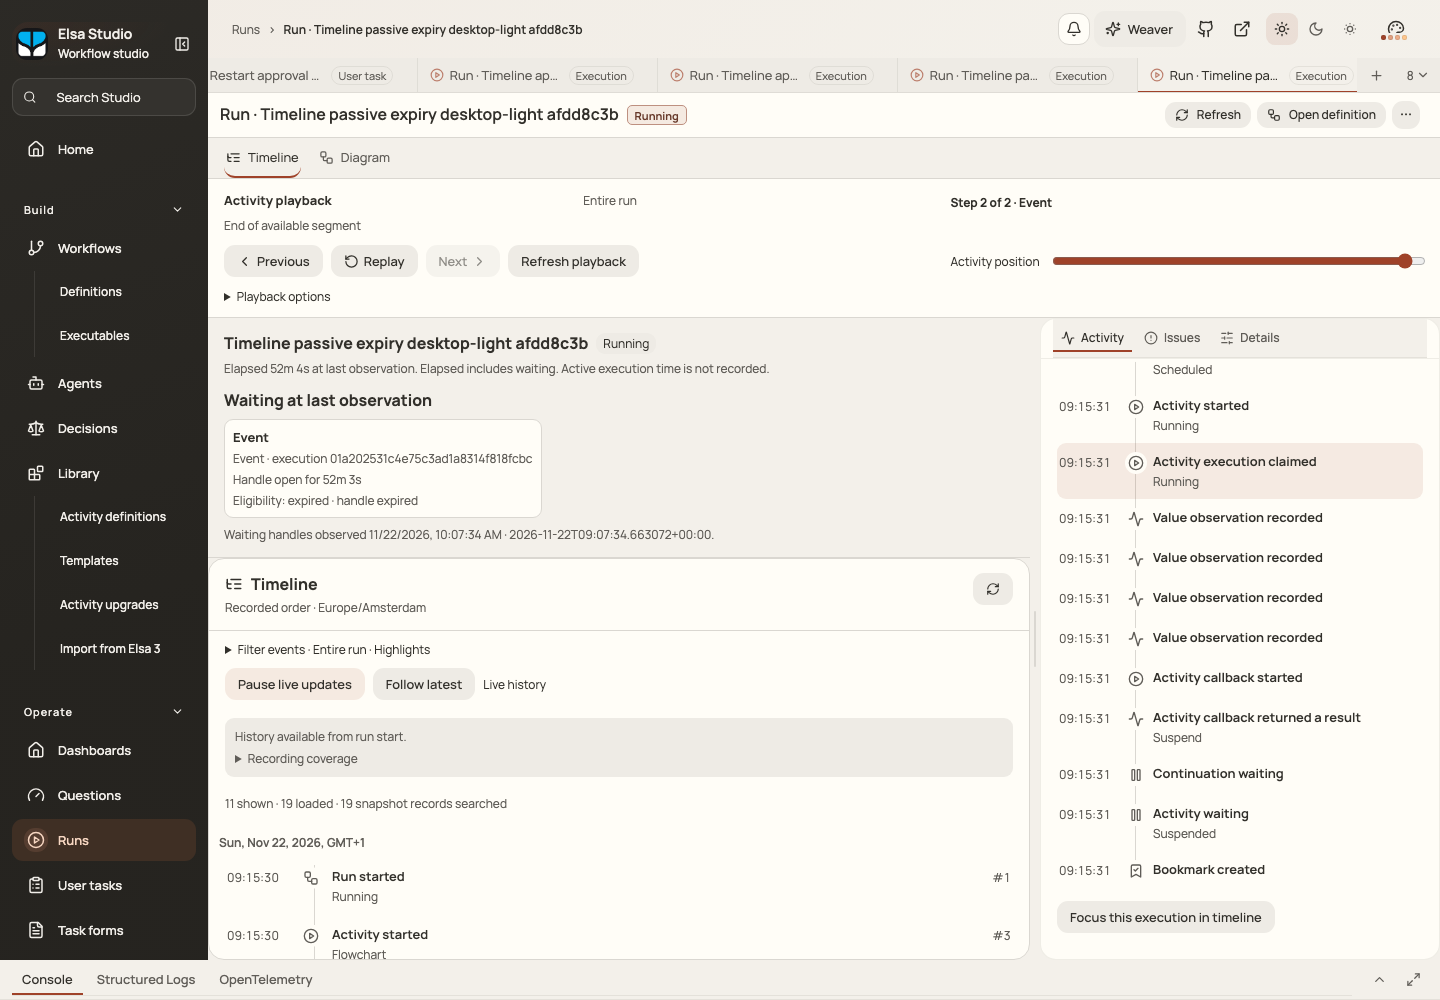 Elsa Studio
Workflow studio
Search Studio
Home
Build
Workflows
Definitions
Executables
Agents
Decisions
Library
Activity definitions
Templates
Activity upgrades
Import from Elsa 3
Operate
Dashboards
Questions
Runs
User tasks
Task forms
Runs › Run · Timeline passive expiry desktop-light afdd8c3b
Weaver
Restart approval ... User task
Run · Timeline ap... Execution
Run · Timeline ap... Execution
Run · Timeline pa... Execution
Run · Timeline pa... Execution
8
Run · Timeline passive expiry desktop-light afdd8c3b Running
Refresh
Open definition
Timeline
Diagram
Activity playback
Entire run
Step 2 of 2 · Event
End of available segment
Previous
Replay
Next
Refresh playback
Activity position
Playback options
Timeline passive expiry desktop-light afdd8c3b Running
Elapsed 52m 4s at last observation. Elapsed includes waiting. Active execution time is not recorded.
Waiting at last observation
Event
Event · execution 01a202531c4e75c3ad1a8314f818fcbc
Handle open for 52m 3s
Eligibility: expired · handle expired
Waiting handles observed 11/22/2026, 10:07:34 AM · 2026-11-22T09:07:34.663072+00:00.
Timeline
Recorded order · Europe/Amsterdam
Filter events · Entire run · Highlights
Pause live updates
Follow latest
Live history
History available from run start.
Recording coverage
11 shown · 19 loaded · 19 snapshot records searched
Sun, Nov 22, 2026, GMT+1
09:15:30 Run started #1
Running
09:15:30 Activity started #3
Flowchart
Activity
Issues
Details
Scheduled
09:15:31 Activity started
Running
09:15:31 Activity execution claimed
Running
09:15:31 Value observation recorded
09:15:31 Value observation recorded
09:15:31 Value observation recorded
09:15:31 Value observation recorded
09:15:31 Activity callback started
09:15:31 Activity callback returned a result
Suspend
09:15:31 Continuation waiting
09:15:31 Activity waiting
Suspended
09:15:31 Bookmark created
Focus this execution in timeline
Console
Structured Logs
OpenTelemetry